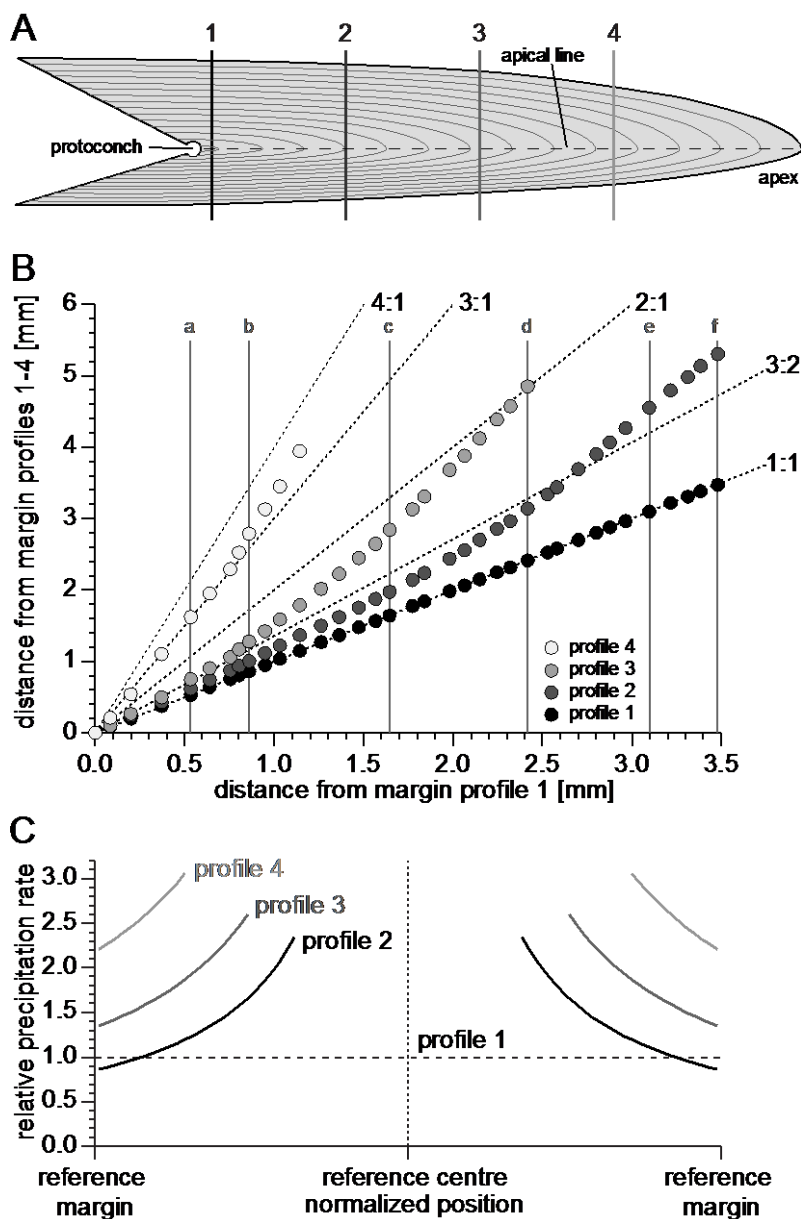 A
1 2 3 4
apical line
protoconch
apex
B
distance from margin profiles 1-4 [mm]
6
5
4
3
2
1
0
a b c d e f
4:1
3:1
2:1
3:2
1:1
profile 4
profile 3
profile 2
profile 1
0.0 0.5 1.0 1.5 2.0 2.5 3.0 3.5
distance from margin profile 1 [mm]
C
relative precipitation rate
3.0
2.5
2.0
1.5
1.0
0.5
0.0
profile 4
profile 3
profile 2
profile 1
reference margin
reference centre
normalized position
reference margin